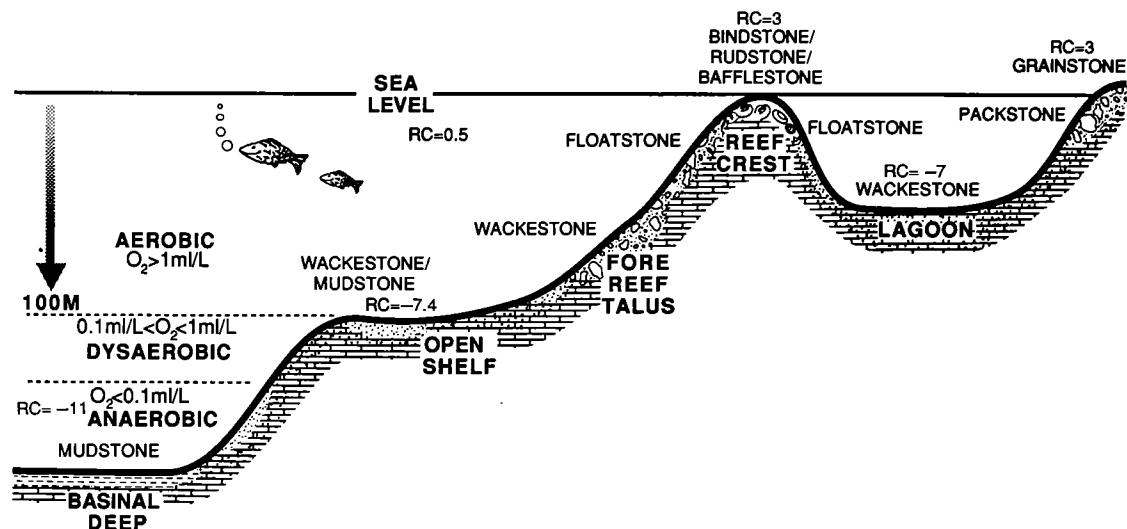 RC=3
BINDSTONE/
RUDSTONE/
BAFFLESTONE
RC=3
GRAINSTONE
SEA
LEVEL
RC=0.5
FLOATSTONE
REEF
CREST
FLOATSTONE
PACKSTONE
RC= –7
WACKESTONE
LAGOON
WACKESTONE
FORE
REEF
TALUS
AEROBIC
O₂>1ml/L
100M
WACKESTONE/
MUDSTONE
RC=–7.4
OPEN
SHELF
0.1ml/L<O₂<1ml/L
DYSAEROBIC
O₂<0.1ml/L
RC= –11 ANAEROBIC
MUDSTONE
BASINAL
DEEP